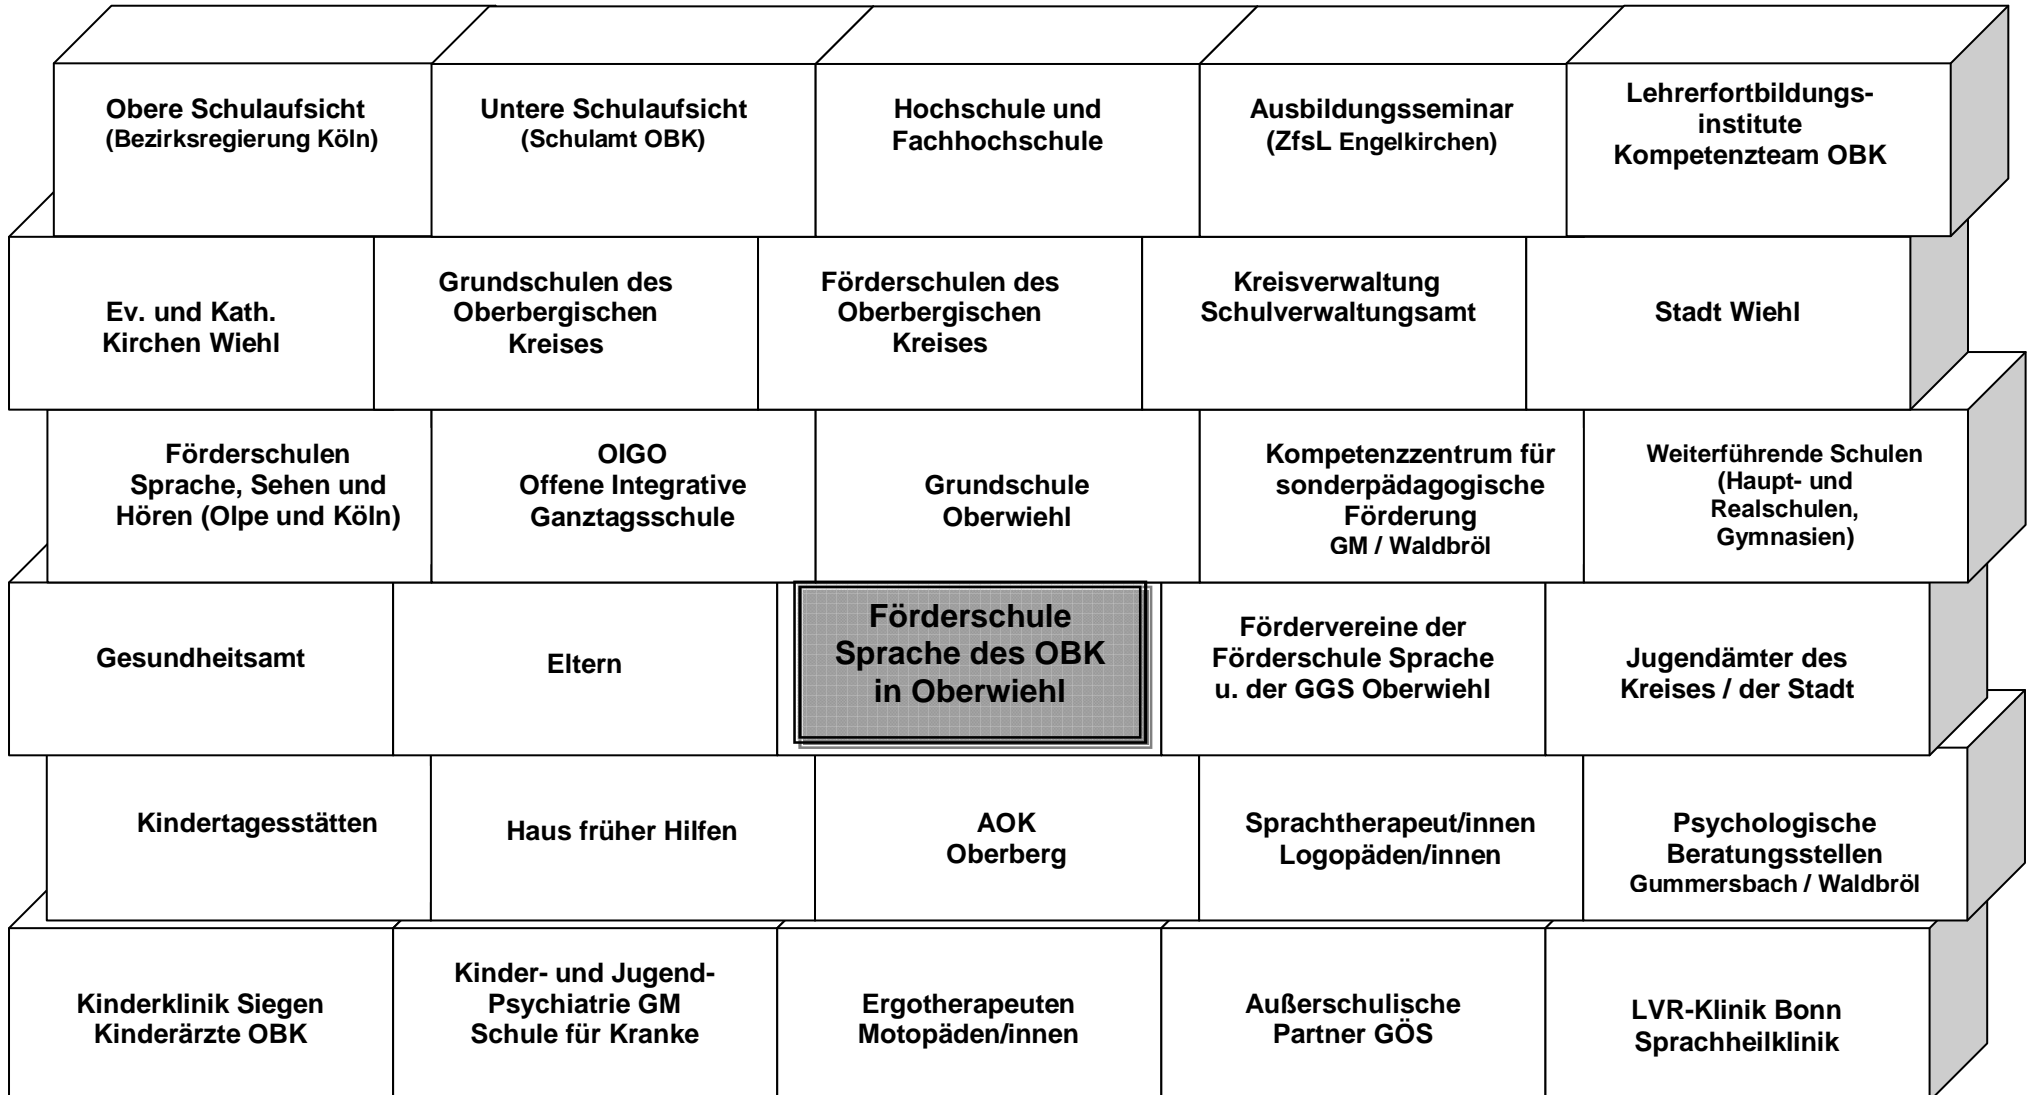 Obere Schulaufsicht
(Bezirksregierung Köln)
Untere Schulaufsicht
(Schulamt OBK)
Hochschule und
Fachhochschule
Ausbildungsseminar
(ZfsL Engelkirchen)
Lehrerfortbildungs-
institute
Kompetenzteam OBK
Ev. und Kath.
Kirchen Wiehl
Grundschulen des
Oberbergischen
Kreises
Förderschulen des
Oberbergischen
Kreises
Kreisverwaltung
Schulverwaltungsamt
Stadt Wiehl
Förderschulen
Sprache, Sehen und
Hören (Olpe und Köln)
OIGO
Offene Integrative
Ganztagsschule
Grundschule
Oberwiehl
Kompetenzzentrum für
sonderpädagogische
Förderung
GM / Waldbröl
Weiterführende Schulen
(Haupt- und
Realschulen,
Gymnasien)
Gesundheitsamt
Eltern
Förderschule
Sprache des OBK
in Oberwiehl
Fördervereine der
Förderschule Sprache
u. der GGS Oberwiehl
Jugendämter des
Kreises / der Stadt
Kindertagesstätten
Haus früher Hilfen
AOK
Oberberg
Sprachtherapeut/innen
Logopäden/innen
Psychologische
Beratungsstellen
Gummersbach / Waldbröl
Kinderklinik Siegen
Kinderärzte OBK
Kinder- und Jugend-
Psychiatrie GM
Schule für Kranke
Ergotherapeuten
Motopäden/innen
Außerschulische
Partner GÖS
LVR-Klinik Bonn
Sprachheilklinik